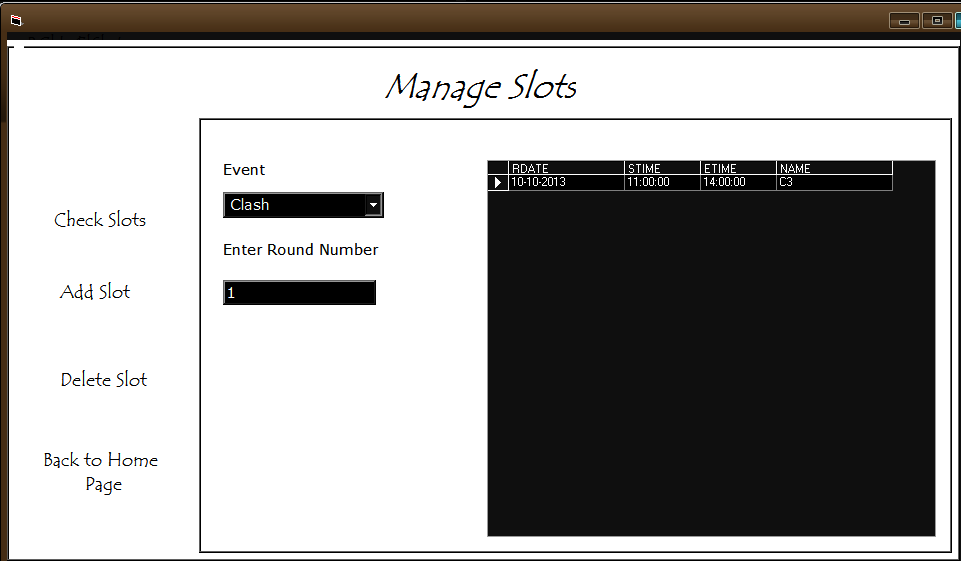 Manage Slots
Check Slots
Add Slot
Delete Slot
Back to Home
Page
Event
Clash
Enter Round Number
1
RDATE STIME ETIME NAME
10-10-2013 11:00:00 14:00:00 C3